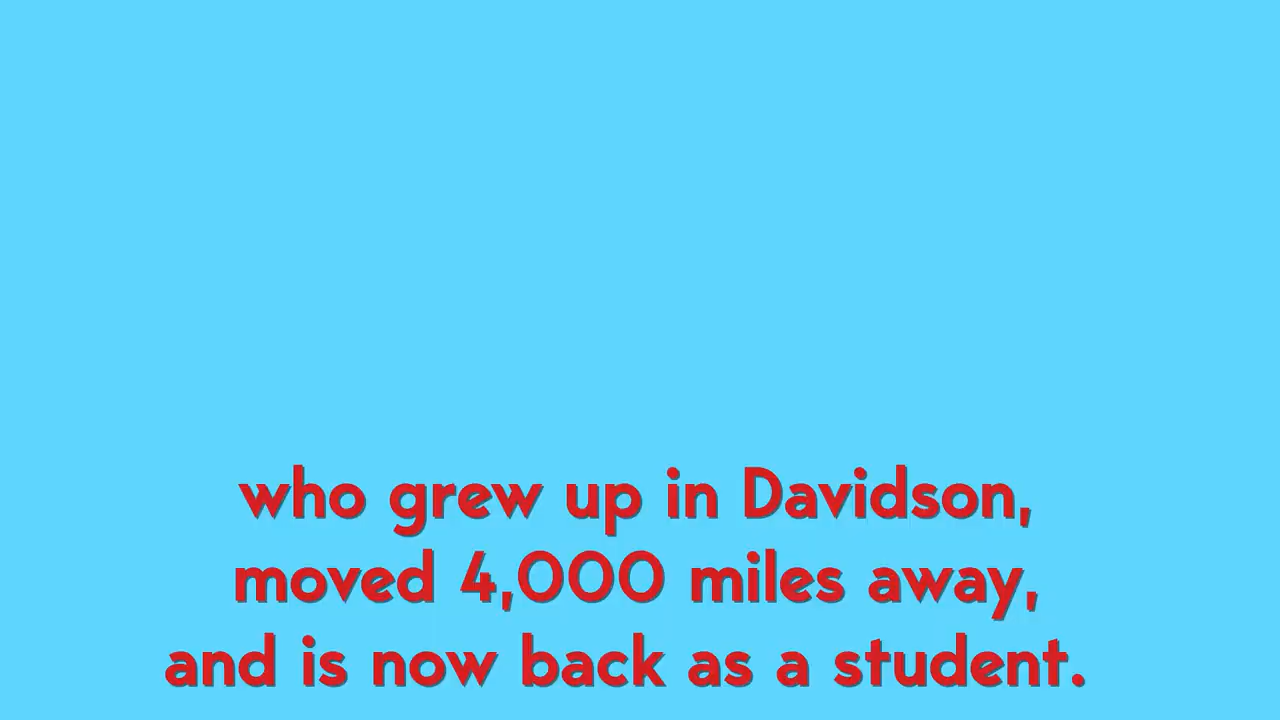 who grew up in Davidson,
moved 4,000 miles away,
and is now back as a student.